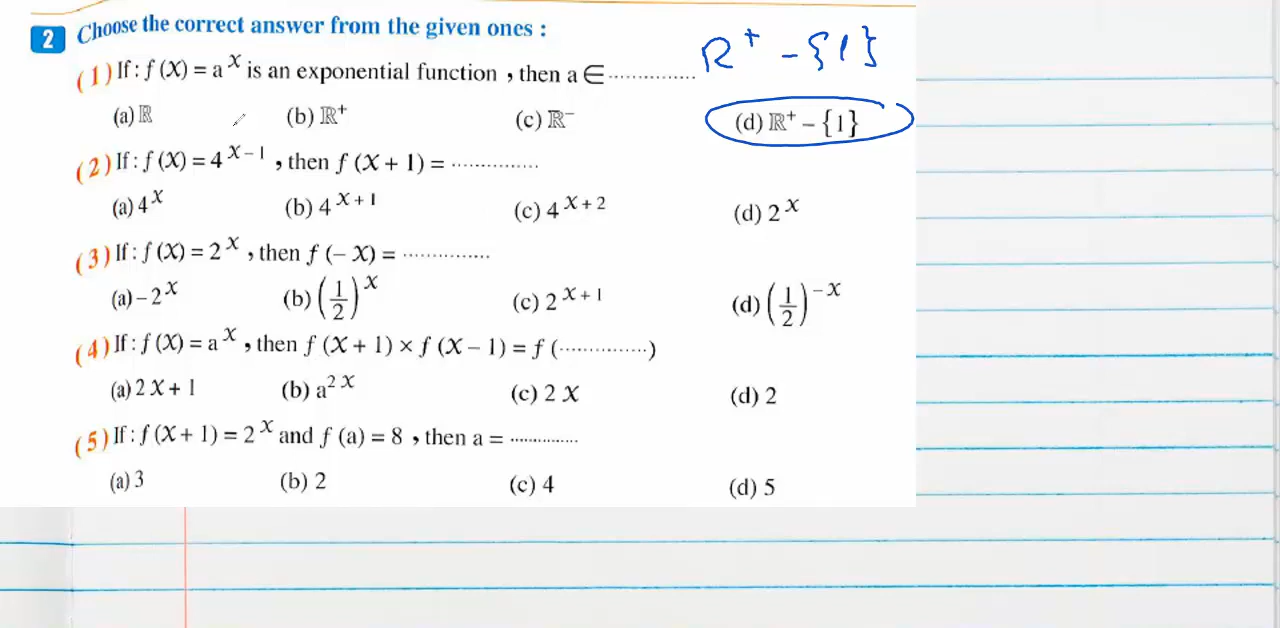 2 Choose the correct answer from the given ones :
R⁺ – {1}
(1) If : f (X) = a^X is an exponential function , then a ∈ ...............
(a) ℝ (b) ℝ⁺ (c) ℝ⁻ (d) ℝ⁺ – {1}
(2) If : f (X) = 4^(X – 1) , then f (X + 1) = ...............
(a) 4^X (b) 4^(X + 1) (c) 4^(X + 2) (d) 2^X
(3) If : f (X) = 2^X , then f (– X) = ...............
(a) – 2^X (b) (1/2)^X (c) 2^(X + 1) (d) (1/2)^(– X)
(4) If : f (X) = a^X , then f (X + 1) × f (X – 1) = f (...............)
(a) 2 X + 1 (b) a^(2 X) (c) 2 X (d) 2
(5) If : f (X + 1) = 2^X and f (a) = 8 , then a = ...............
(a) 3 (b) 2 (c) 4 (d) 5